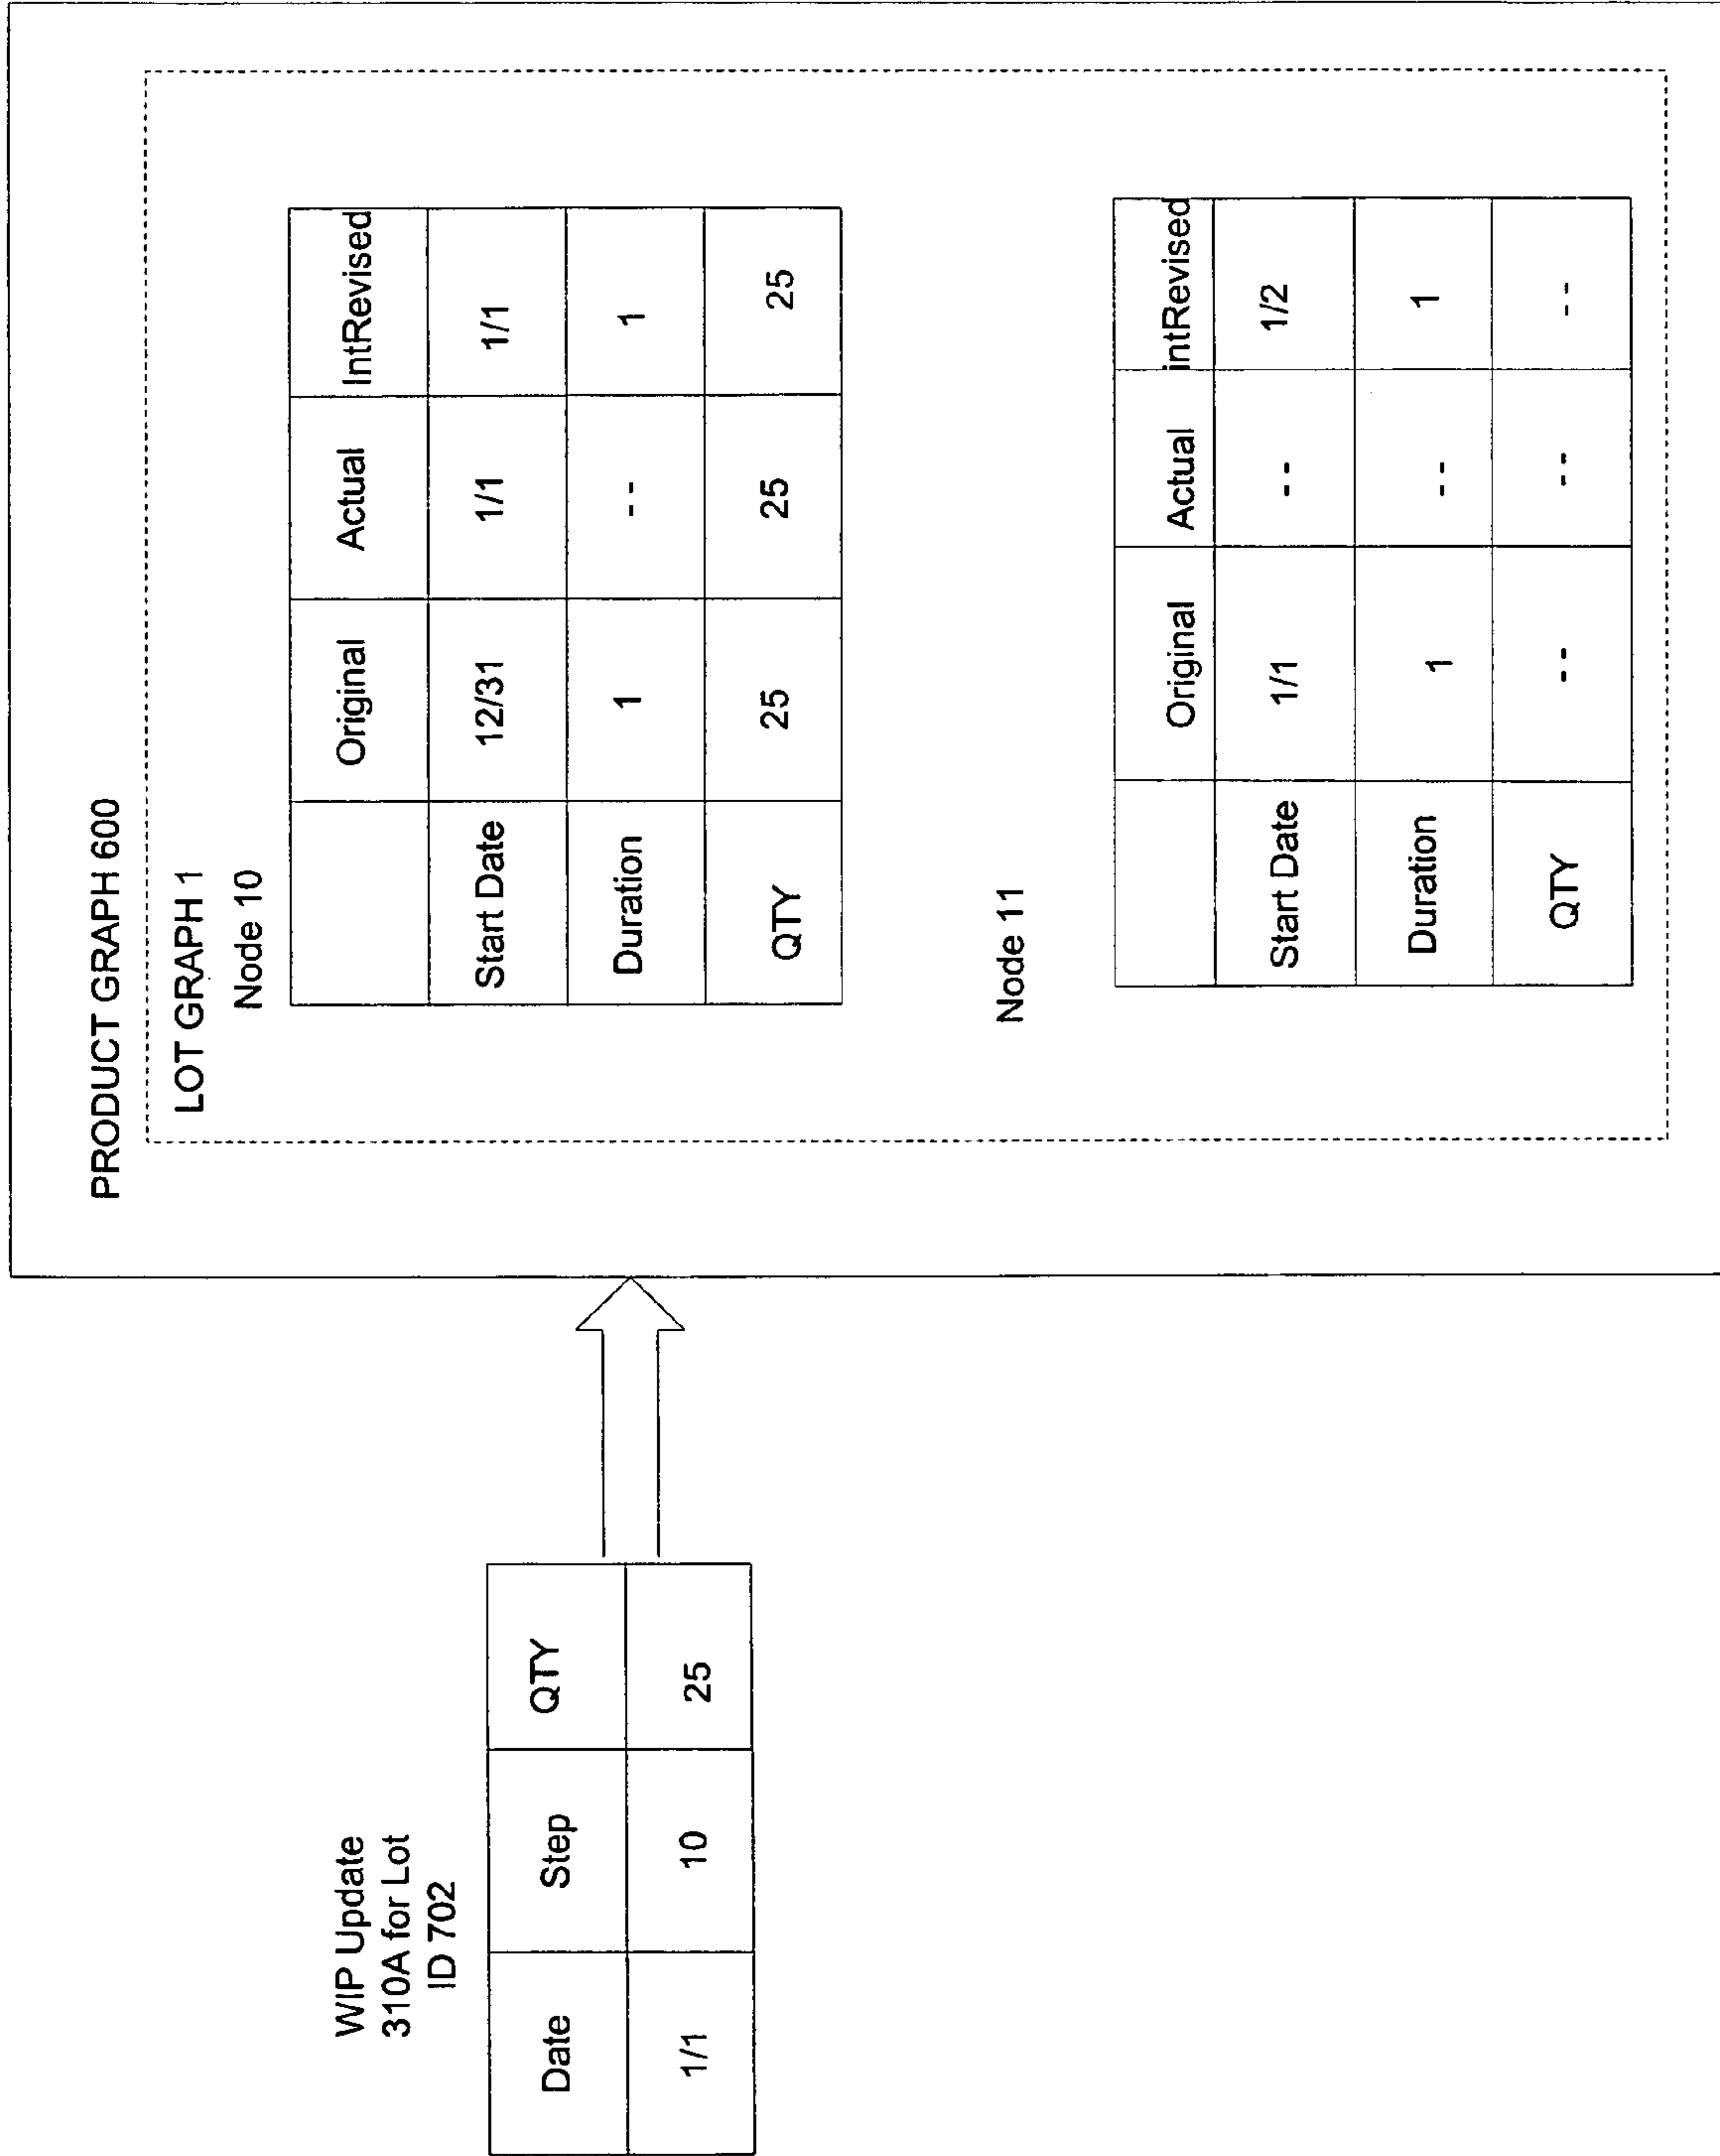 WIP Update
310A for Lot
ID 702
Date Step QTY
1/1 10 25
PRODUCT GRAPH 600
LOT GRAPH 1
Node 10
Original Actual IntRevised
Start Date 12/31 1/1 1/1
Duration 1 -- 1
QTY 25 25 25
Node 11
Original Actual intRevised
Start Date 1/1 -- 1/2
Duration 1 -- 1
QTY -- -- --